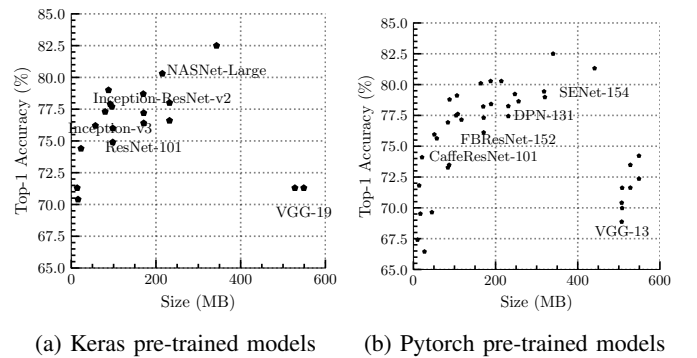 85.0
82.5
80.0
77.5
75.0
72.5
70.0
67.5
65.0
Top-1 Accuracy (%)
NASNet-Large
Inception-ResNet-v2
Inception-v3
ResNet-101
VGG-19
0 200 400 600
Size (MB)
(a) Keras pre-trained models
85.0
82.5
80.0
77.5
75.0
72.5
70.0
67.5
65.0
Top-1 Accuracy (%)
SENet-154
DPN-131
FBResNet-152
CaffeResNet-101
VGG-13
0 100 200 300 400 500 600
Size (MB)
(b) Pytorch pre-trained models